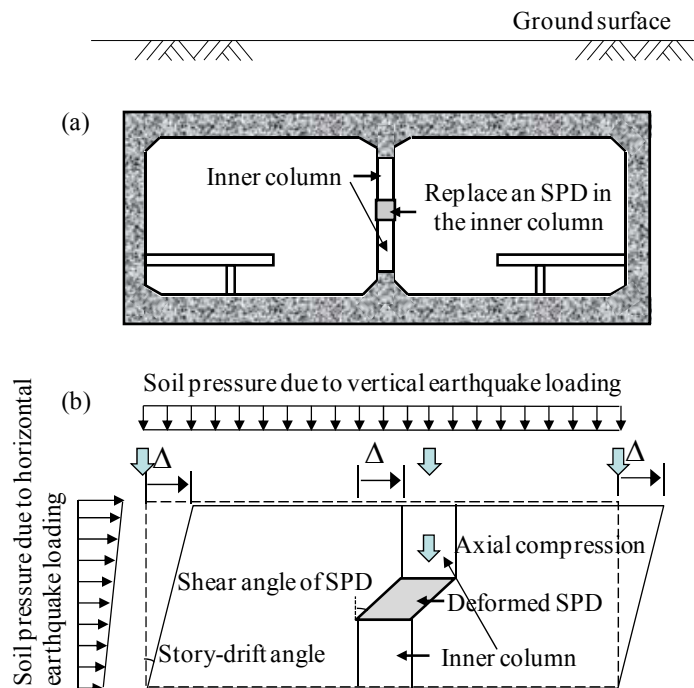 Ground surface
(a)
Inner column
Replace an SPD in
the inner column
(b)
Soil pressure due to vertical earthquake loading
Soil pressure due to horizontal
earthquake loading
Δ
Δ
Δ
Axial compression
Shear angle of SPD
Deformed SPD
Story-drift angle
Inner column